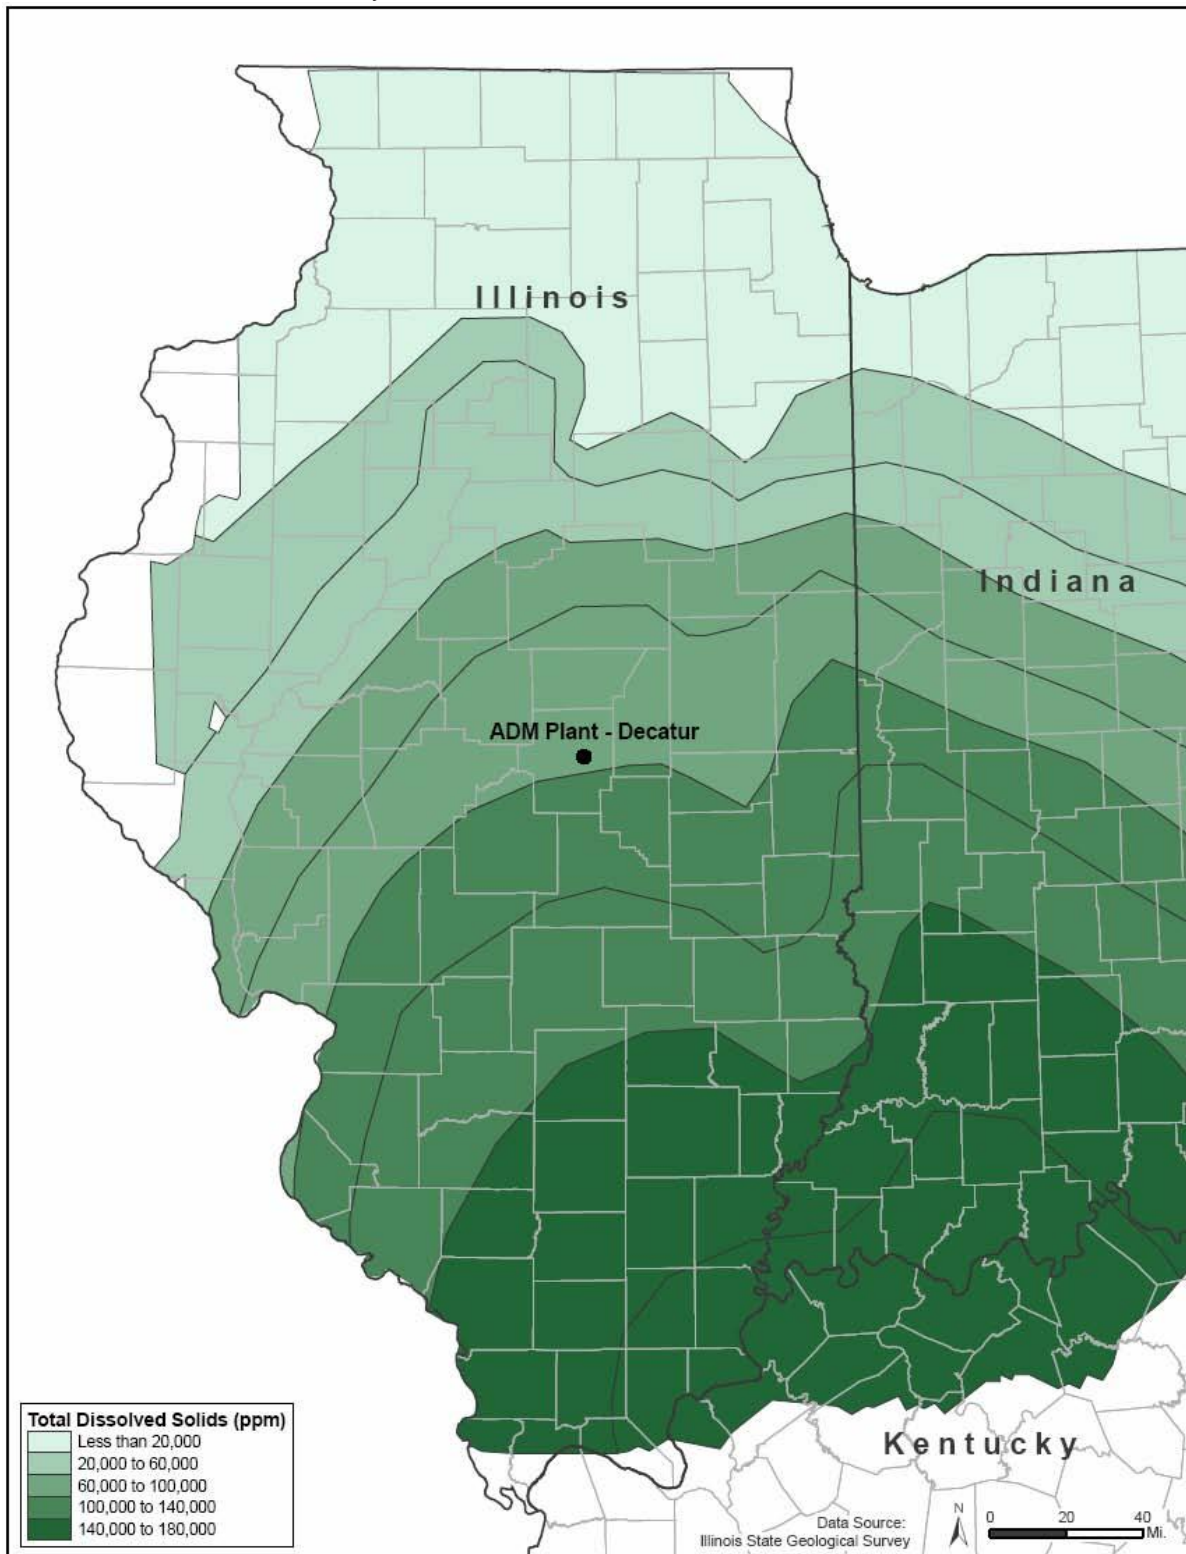 Illinois
Indiana
ADM Plant - Decatur
Kentucky
Total Dissolved Solids (ppm)
Less than 20,000
20,000 to 60,000
60,000 to 100,000
100,000 to 140,000
140,000 to 180,000
Data Source:
Illinois State Geological Survey
N
0 20 40
Mi.